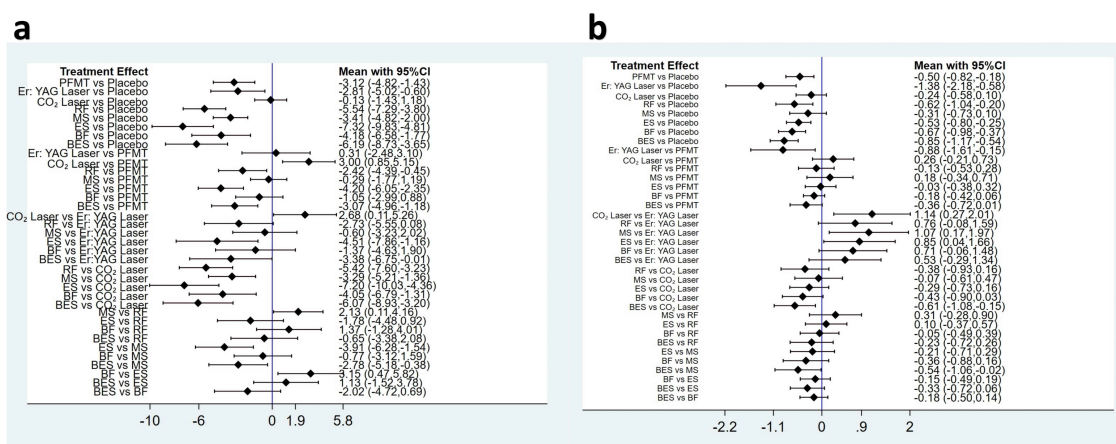 a
Treatment Effect Mean with 95%CI
PFMT vs Placebo -3.12 (-4.82,-1.43)
Er: YAG Laser vs Placebo -2.81 (-5.02,-0.60)
CO₂ Laser vs Placebo -0.13 (-1.43,1.18)
RF vs Placebo -5.54 (-7.29,-3.80)
MS vs Placebo -3.41 (-4.82,-2.00)
ES vs Placebo -7.32 (-9.83,-4.81)
BF vs Placebo -4.18 (-6.58,-1.77)
BES vs Placebo -6.19 (-8.73,-3.65)
Er: YAG Laser vs PFMT 0.31 (-2.48,3.10)
CO₂ Laser vs PFMT 3.00 (0.85,5.15)
RF vs PFMT -2.42 (-4.39,-0.45)
MS vs PFMT -0.29 (-1.77,1.19)
ES vs PFMT -4.20 (-6.05,-2.35)
BF vs PFMT -1.05 (-2.99,0.88)
BES vs PFMT -3.07 (-4.96,-1.18)
CO₂ Laser vs Er: YAG Laser 2.68 (0.11,5.26)
RF vs Er: YAG Laser -2.73 (-5.55,0.08)
MS vs Er:YAG Laser -0.60 (-3.23,2.02)
ES vs Er:YAG Laser -4.51 (-7.86,-1.16)
BF vs Er:YAG Laser -1.37 (-4.63,1.90)
BES vs Er:YAG Laser -3.38 (-6.75,-0.01)
RF vs CO₂ Laser -5.42 (-7.60,-3.23)
MS vs CO₂ Laser -3.29 (-5.21,-1.36)
ES vs CO₂ Laser -7.20 (-10.03,-4.36)
BF vs CO₂ Laser -4.05 (-6.79,-1.31)
BES vs CO₂ Laser -6.07 (-8.93,-3.20)
MS vs RF 2.13 (0.11,4.16)
ES vs RF -1.78 (-4.48,0.92)
BF vs RF 1.37 (-1.28,4.01)
BES vs RF -0.65 (-3.38,2.08)
ES vs MS -3.91 (-6.28,-1.54)
BF vs MS -0.77 (-3.12,1.59)
BES vs MS -2.78 (-5.18,-0.38)
BF vs ES 3.15 (0.47,5.82)
BES vs ES 1.13 (-1.52,3.78)
BES vs BF -2.02 (-4.72,0.69)
-10 -6 0 1.9 5.8
b
Treatment Effect Mean with 95%CI
PFMT vs Placebo -0.50 (-0.82,-0.18)
Er: YAG Laser vs Placebo -1.38 (-2.18,-0.58)
CO₂ Laser vs Placebo -0.24 (-0.58,0.10)
RF vs Placebo -0.62 (-1.04,-0.20)
MS vs Placebo -0.31 (-0.73,0.10)
ES vs Placebo -0.53 (-0.80,-0.25)
BF vs Placebo -0.67 (-0.98,-0.37)
BES vs Placebo -0.85 (-1.17,-0.54)
Er: YAG Laser vs PFMT -0.88 (-1.61,-0.15)
CO₂ Laser vs PFMT 0.26 (-0.21,0.73)
RF vs PFMT -0.13 (-0.53,0.28)
MS vs PFMT 0.18 (-0.34,0.71)
ES vs PFMT -0.03 (-0.38,0.32)
BF vs PFMT -0.18 (-0.42,0.06)
BES vs PFMT -0.36 (-0.72,0.01)
CO₂ Laser vs Er: YAG Laser 1.14 (0.27,2.01)
RF vs Er: YAG Laser 0.76 (-0.08,1.59)
MS vs Er: YAG Laser 1.07 (0.17,1.97)
ES vs Er: YAG Laser 0.85 (0.04,1.66)
BF vs Er: YAG Laser 0.71 (-0.06,1.48)
BES vs Er: YAG Laser 0.53 (-0.29,1.34)
RF vs CO₂ Laser -0.38 (-0.93,0.16)
MS vs CO₂ Laser -0.07 (-0.61,0.47)
ES vs CO₂ Laser -0.29 (-0.73,0.16)
BF vs CO₂ Laser -0.43 (-0.90,0.03)
BES vs CO₂ Laser -0.61 (-1.08,-0.15)
MS vs RF 0.31 (-0.28,0.90)
ES vs RF 0.10 (-0.37,0.57)
BF vs RF -0.05 (-0.49,0.39)
BES vs RF -0.23 (-0.72,0.26)
ES vs MS -0.21 (-0.71,0.29)
BF vs MS -0.36 (-0.88,0.16)
BES vs MS -0.54 (-1.06,-0.02)
BF vs ES -0.15 (-0.49,0.19)
BES vs ES -0.33 (-0.72,0.06)
BES vs BF -0.18 (-0.50,0.14)
-2.2 -1.1 0 .9 2